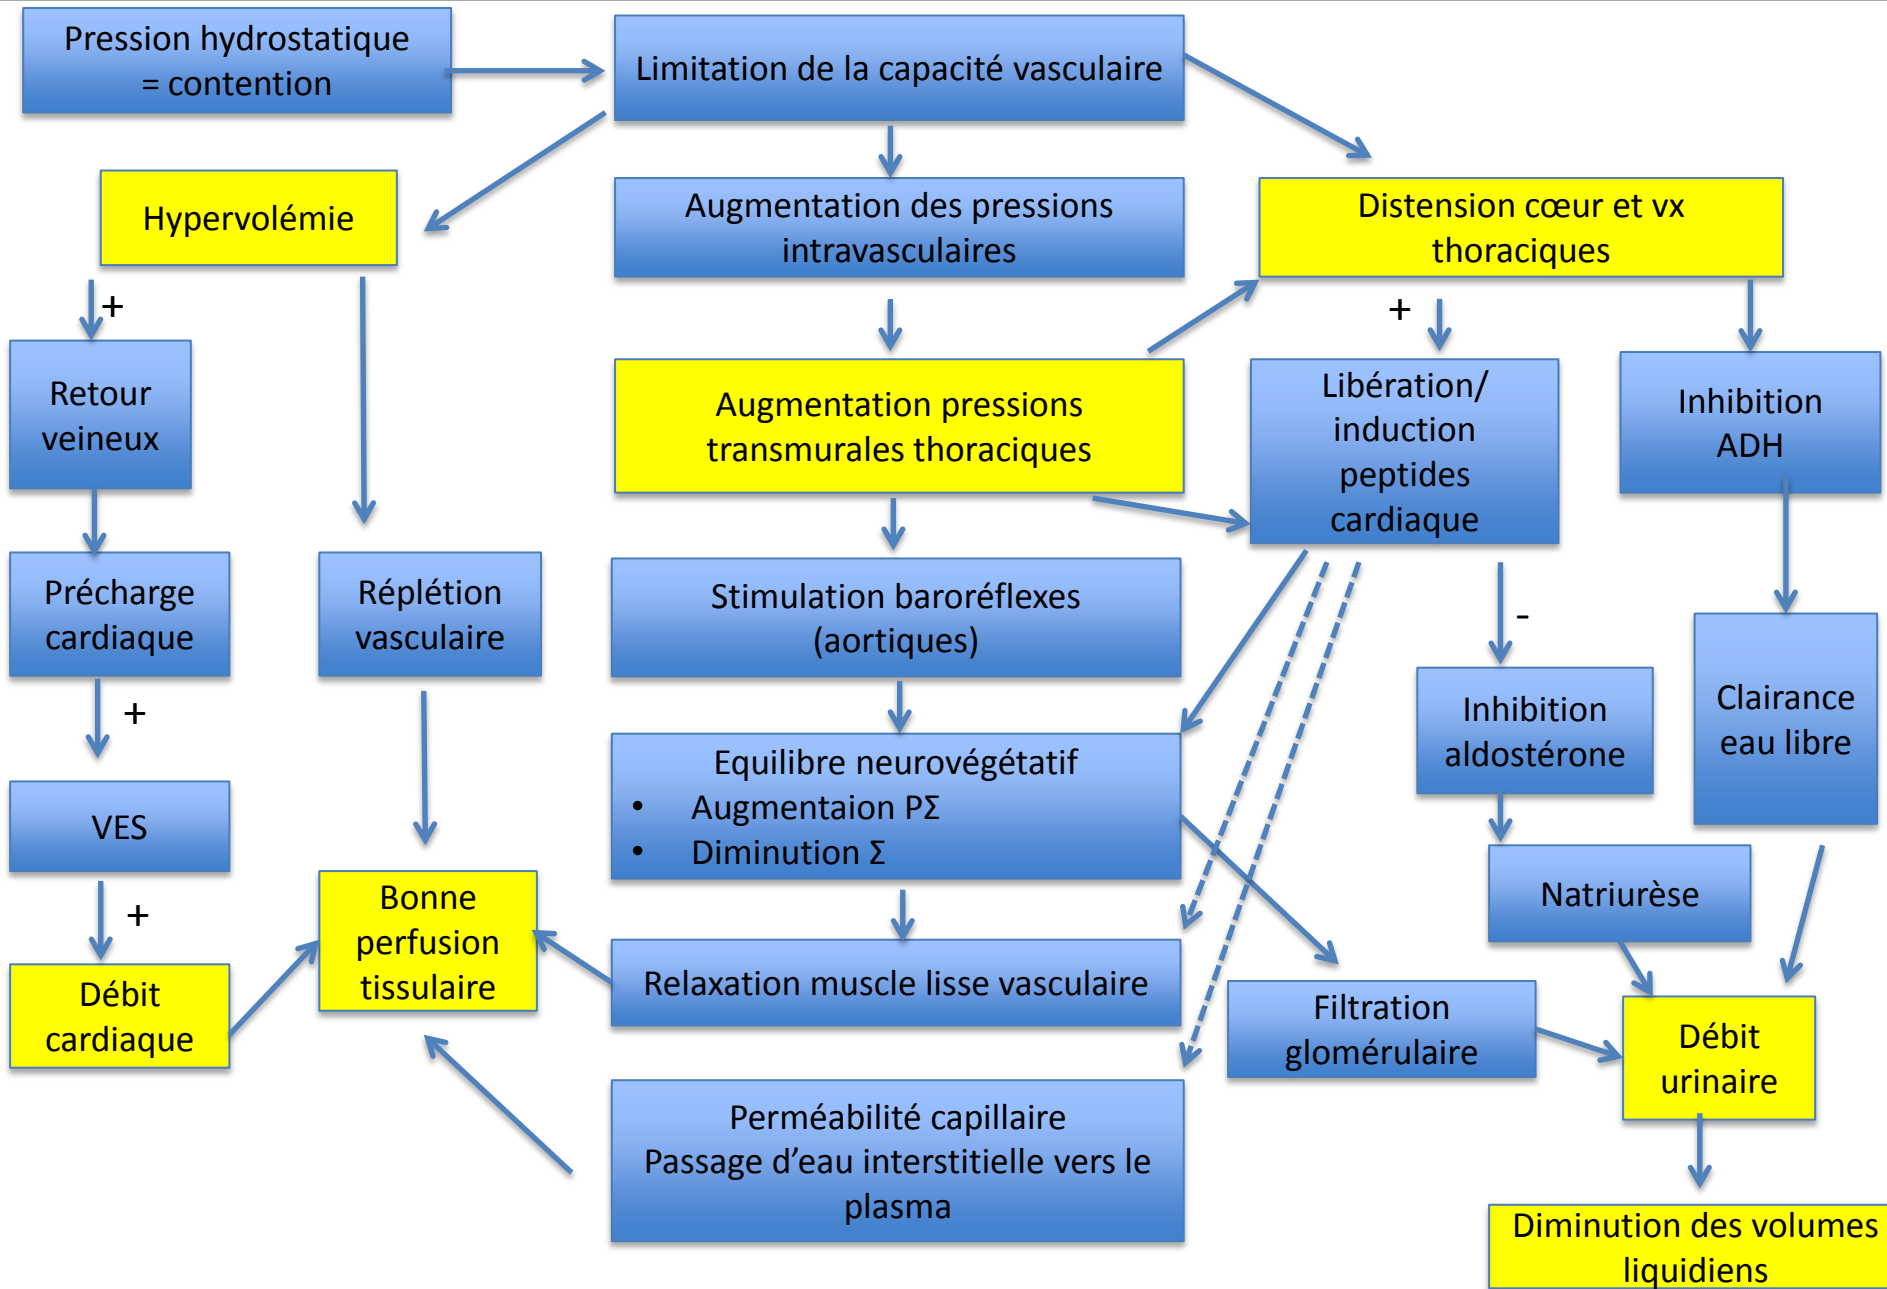 Pression hydrostatique
= contention
Limitation de la capacité vasculaire
Hypervolémie
Augmentation des pressions
intravasculaires
Distension cœur et vx
thoraciques
+
+
Retour
veineux
Augmentation pressions
transmurales thoraciques
Libération/
induction
peptides
cardiaque
Inhibition
ADH
Précharge
cardiaque
Réplétion
vasculaire
Stimulation baroréflexes
(aortiques)
-
+
Inhibition
aldostérone
Clairance
eau libre
Equilibre neurovégétatif
• Augmentaion PΣ
• Diminution Σ
VES
+
Bonne
perfusion
tissulaire
Natriurèse
Débit
cardiaque
Relaxation muscle lisse vasculaire
Filtration
glomérulaire
Débit
urinaire
Perméabilité capillaire
Passage d'eau interstitielle vers le
plasma
Diminution des volumes
liquidiens